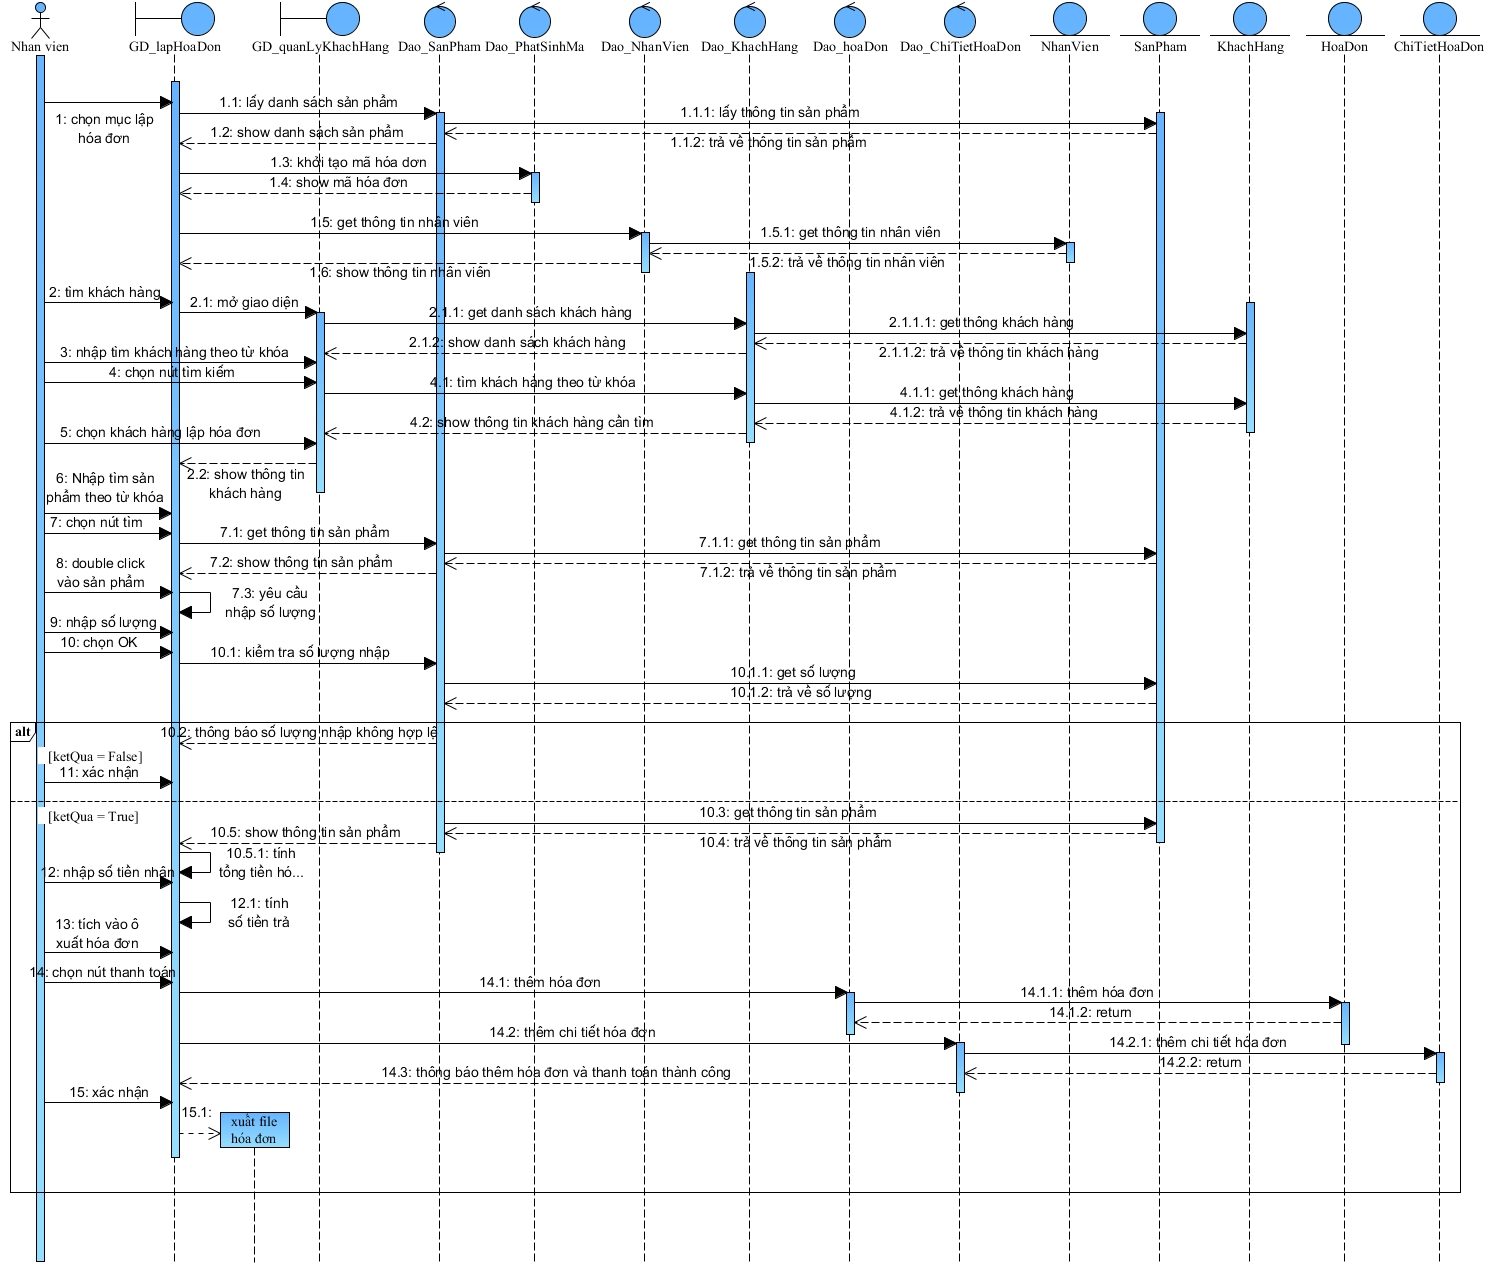 Nhan vien
GD_lapHoaDon
GD_quanLyKhachHang
Dao_SanPham
Dao_PhatSinhMa
Dao_NhanVien
Dao_KhachHang
Dao_hoaDon
Dao_ChiTietHoaDon
NhanVien
SanPham
KhachHang
HoaDon
ChiTietHoaDon
1: chọn mục lập
hóa đơn
1.1: lấy danh sách sản phẩm
1.1.1: lấy thông tin sản phẩm
1.2: show danh sách sản phẩm
1.1.2: trả về thông tin sản phẩm
1.3: khởi tạo mã hóa dơn
1.4: show mã hóa đơn
1.5: get thông tin nhân viên
1.5.1: get thông tin nhân viên
1.5.2: trả về thông tin nhân viên
1.6: show thông tin nhân viên
2: tìm khách hàng
2.1: mở giao diện
2.1.1: get danh sách khách hàng
2.1.1.1: get thông khách hàng
2.1.2: show danh sách khách hàng
2.1.1.2: trả về thông tin khách hàng
3: nhập tìm khách hàng theo từ khóa
4: chọn nút tìm kiếm
4.1: tìm khách hàng theo từ khóa
4.1.1: get thông khách hàng
4.1.2: trả về thông tin khách hàng
4.2: show thông tin khách hàng cần tìm
5: chọn khách hàng lập hóa đơn
2.2: show thông tin
khách hàng
6: Nhập tìm sản
phẩm theo từ khóa
7: chọn nút tìm
7.1: get thông tin sản phẩm
7.1.1: get thông tin sản phẩm
7.2: show thông tin sản phẩm
7.1.2: trả về thông tin sản phẩm
8: double click
vào sản phẩm
7.3: yêu cầu
nhập số lượng
9: nhập số lượng
10: chọn OK
10.1: kiểm tra số lượng nhập
10.1.1: get số lượng
10.1.2: trả về số lượng
alt
10.2: thông báo số lượng nhập không hợp lệ
[ketQua = False]
11: xác nhận
[ketQua = True]
10.3: get thông tin sản phẩm
10.5: show thông tin sản phẩm
10.4: trả về thông tin sản phẩm
10.5.1: tính
tổng tiền hó...
12: nhập số tiền nhận
12.1: tính
số tiền trả
13: tích vào ô
xuất hóa đơn
14: chọn nút thanh toán
14.1: thêm hóa đơn
14.1.1: thêm hóa đơn
14.1.2: return
14.2: thêm chi tiết hóa đơn
14.2.1: thêm chi tiết hóa đơn
14.2.2: return
14.3: thông báo thêm hóa đơn và thanh toán thành công
15: xác nhận
15.1:
xuất file
hóa đơn